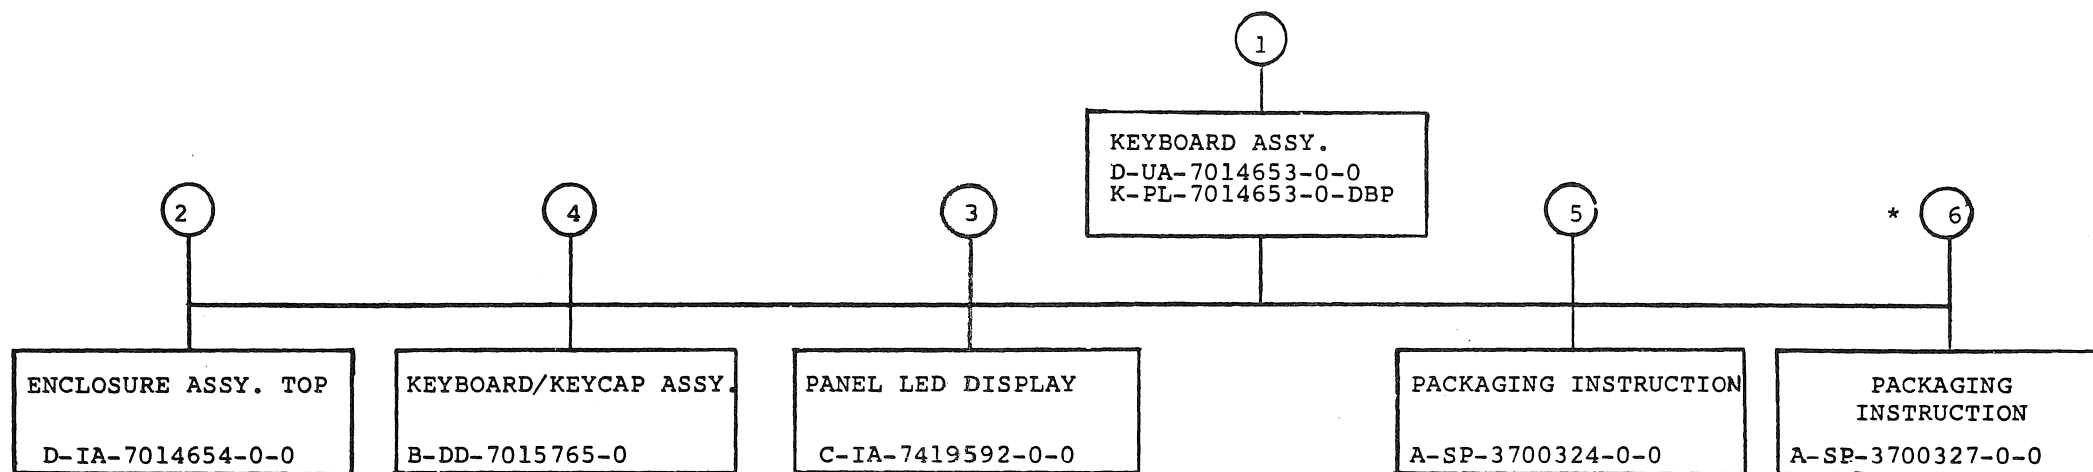 1
KEYBOARD ASSY.
D-UA-7014653-0-0
K-PL-7014653-0-DBP
2
4
3
5
* 6
ENCLOSURE ASSY. TOP
D-IA-7014654-0-0
KEYBOARD/KEYCAP ASSY.
B-DD-7015765-0
PANEL LED DISPLAY
C-IA-7419592-0-0
PACKAGING INSTRUCTION
A-SP-3700324-0-0
PACKAGING
INSTRUCTION
A-SP-3700327-0-0